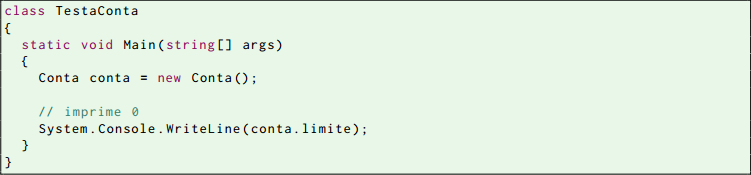 class TestaConta
{
  static void Main(string[] args)
  {
    Conta conta = new Conta();

    // imprime 0
    System.Console.WriteLine(conta.limite);
  }
}